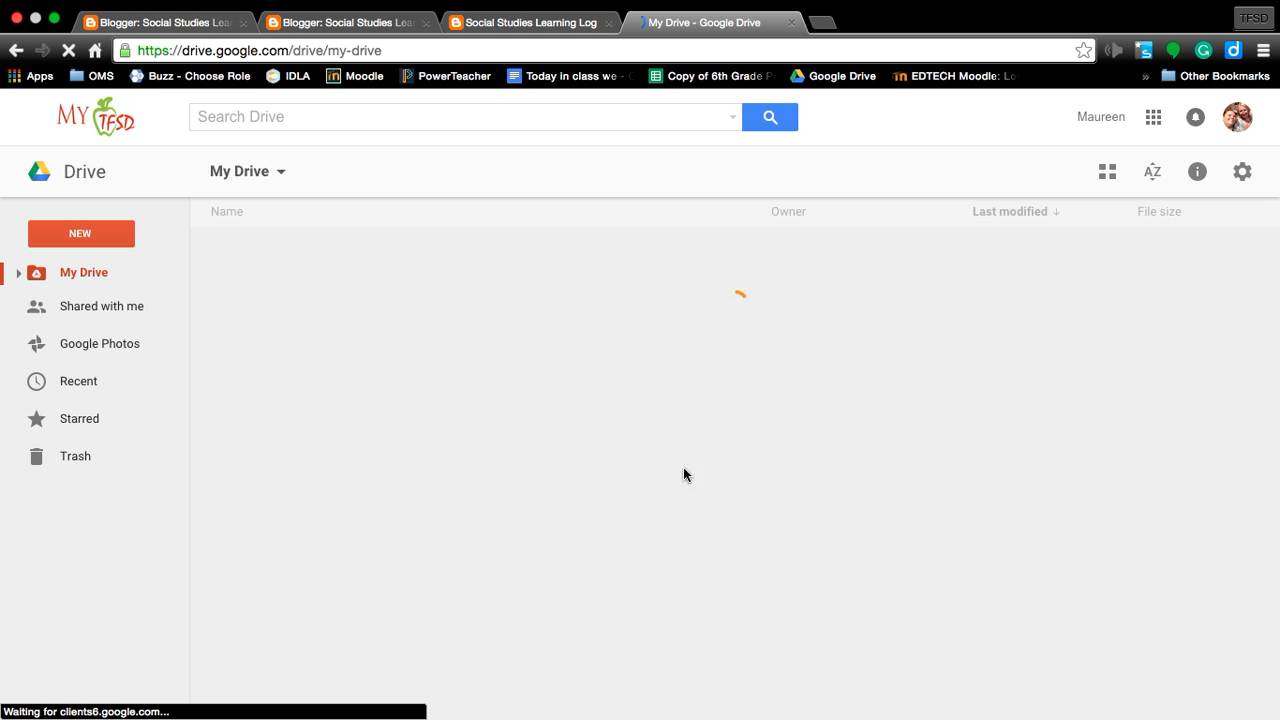 Blogger: Social Studies Lea
Blogger: Social Studies Lea
Social Studies Learning Log
My Drive - Google Drive
TFSD
https://drive.google.com/drive/my-drive
Apps
OMS
Buzz - Choose Role
IDLA
Moodle
PowerTeacher
Today in class we - C
Copy of 6th Grade P
Google Drive
EDTECH Moodle: Lo
»
Other Bookmarks
MY TFSD
Search Drive
Maureen
Drive
My Drive
AZ
Name
Owner
Last modified
File size
NEW
My Drive
Shared with me
Google Photos
Recent
Starred
Trash
Waiting for clients6.google.com...